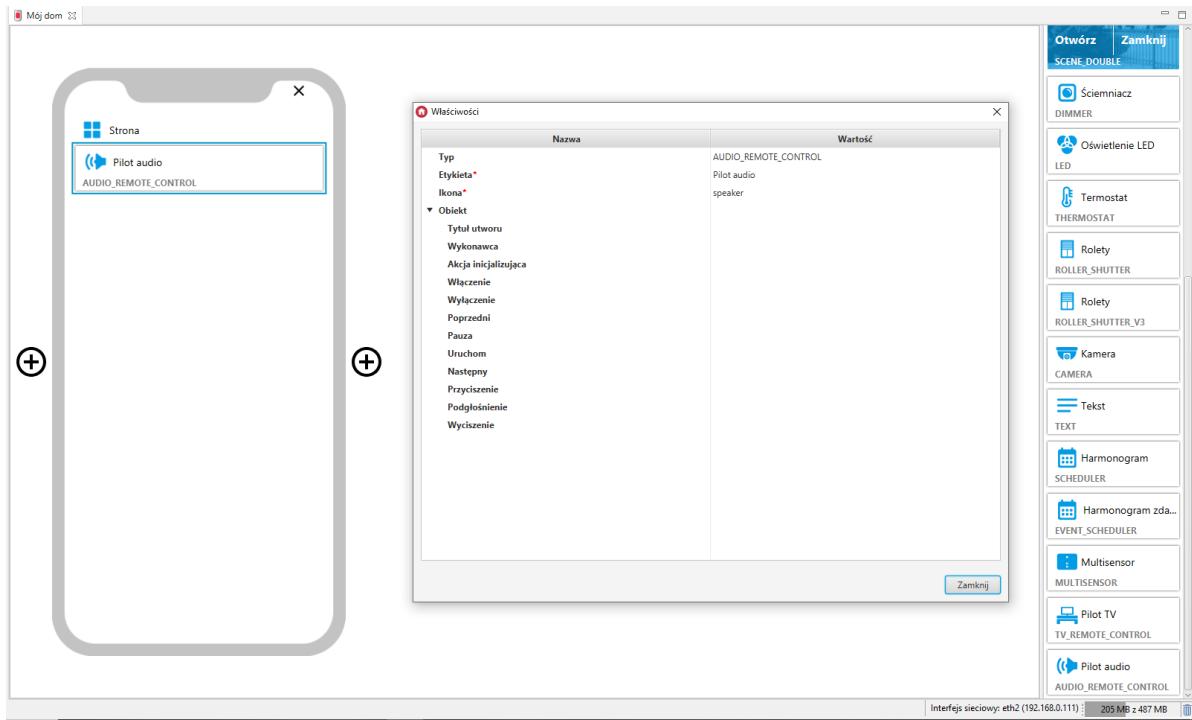 Mój dom
Strona
Pilot audio
AUDIO_REMOTE_CONTROL
Właściwości
Nazwa Wartość
Typ AUDIO_REMOTE_CONTROL
Etykieta* Pilot audio
Ikona* speaker
Obiekt
Tytuł utworu
Wykonawca
Akcja inicjalizująca
Włączenie
Wyłączenie
Poprzedni
Pauza
Uruchom
Następny
Przyciszenie
Podgłośnienie
Wyciszenie
Zamknij
Otwórz Zamknij
SCENE_DOUBLE
Ściemniacz
DIMMER
Oświetlenie LED
LED
Termostat
THERMOSTAT
Rolety
ROLLER_SHUTTER
Rolety
ROLLER_SHUTTER_V3
Kamera
CAMERA
Tekst
TEXT
Harmonogram
SCHEDULER
Harmonogram zda...
EVENT_SCHEDULER
Multisensor
MULTISENSOR
Pilot TV
TV_REMOTE_CONTROL
Pilot audio
AUDIO_REMOTE_CONTROL
Interfejs sieciowy: eth2 (192.168.0.111) 205 MB z 487 MB